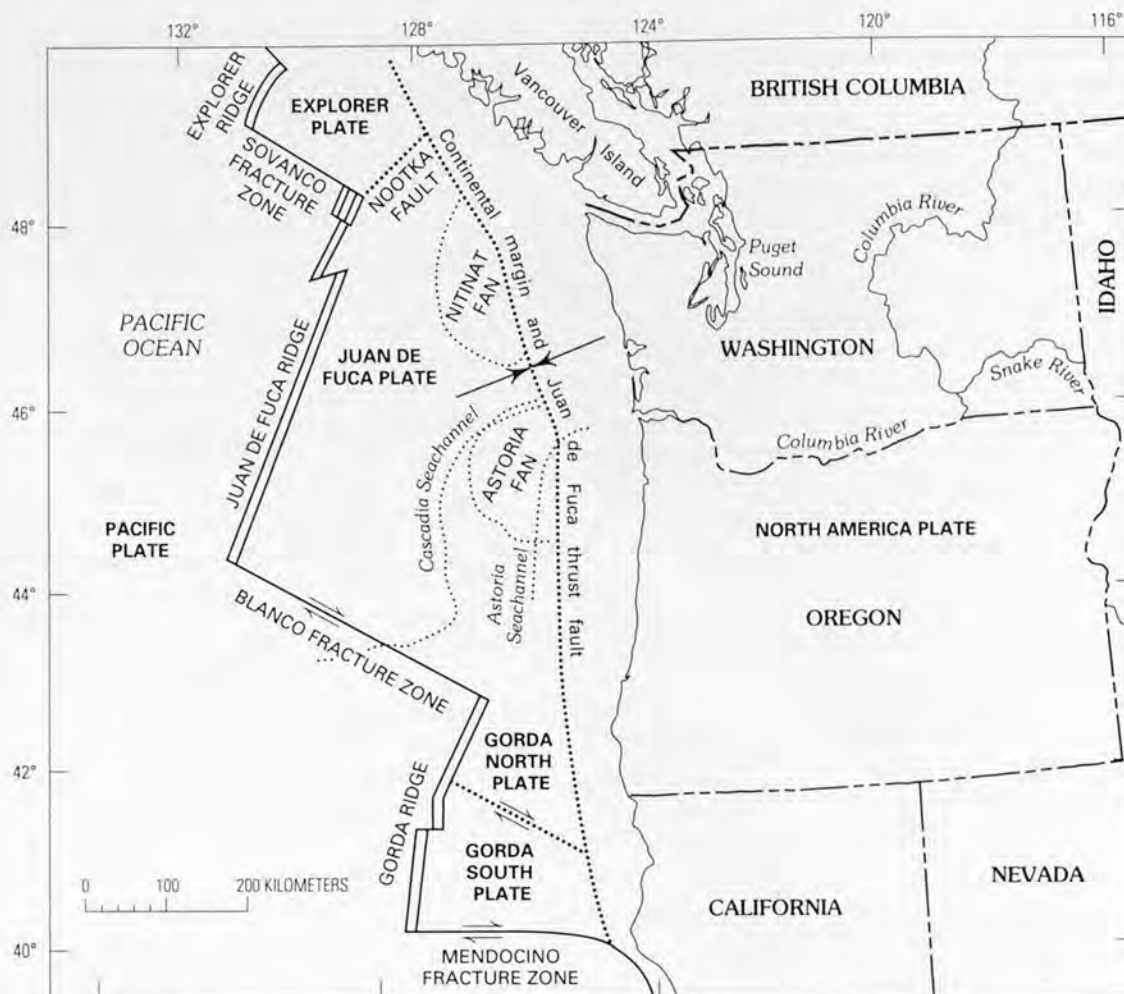 132°
128°
124°
120°
116°
EXPLORER
RIDGE
EXPLORER
PLATE
Vancouver
Island
BRITISH COLUMBIA
SOVANCO
FRACTURE
ZONE
NOOTKA
FAULT
Continental margin and Juan de Fuca thrust fault
48°
Columbia River
Puget
Sound
NITINAT
FAN
IDAHO
PACIFIC
OCEAN
JUAN DE
FUCA PLATE
WASHINGTON
Snake River
46°
JUAN DE FUCA RIDGE
Cascadia Seachannel
ASTORIA
FAN
Columbia River
PACIFIC
PLATE
NORTH AMERICA PLATE
Astoria
Seachannel
44°
BLANCO FRACTURE ZONE
OREGON
42°
GORDA
NORTH
PLATE
GORDA RIDGE
GORDA
SOUTH
PLATE
0 100 200 KILOMETERS
NEVADA
CALIFORNIA
40°
MENDOCINO
FRACTURE ZONE